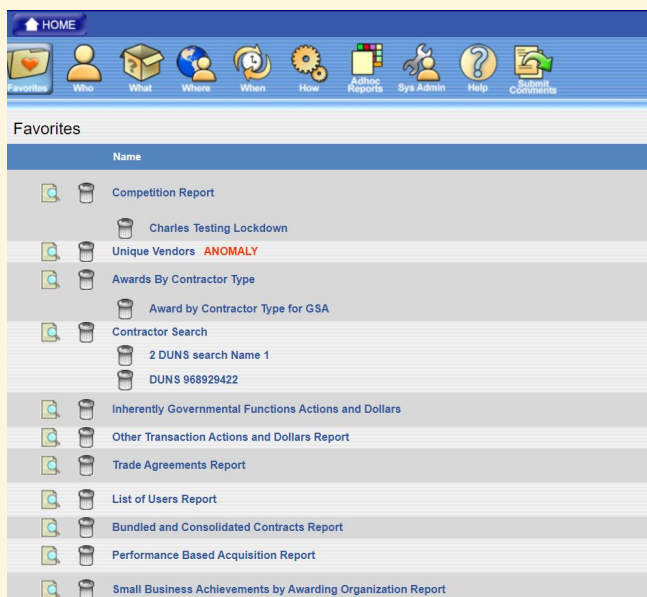 HOME
Favorites Who What Where When How Adhoc Reports Sys Admin Help Submit Comments
Favorites
Name
Competition Report
Charles Testing Lockdown
Unique Vendors ANOMALY
Awards By Contractor Type
Award by Contractor Type for GSA
Contractor Search
2 DUNS search Name 1
DUNS 968929422
Inherently Governmental Functions Actions and Dollars
Other Transaction Actions and Dollars Report
Trade Agreements Report
List of Users Report
Bundled and Consolidated Contracts Report
Performance Based Acquisition Report
Small Business Achievements by Awarding Organization Report